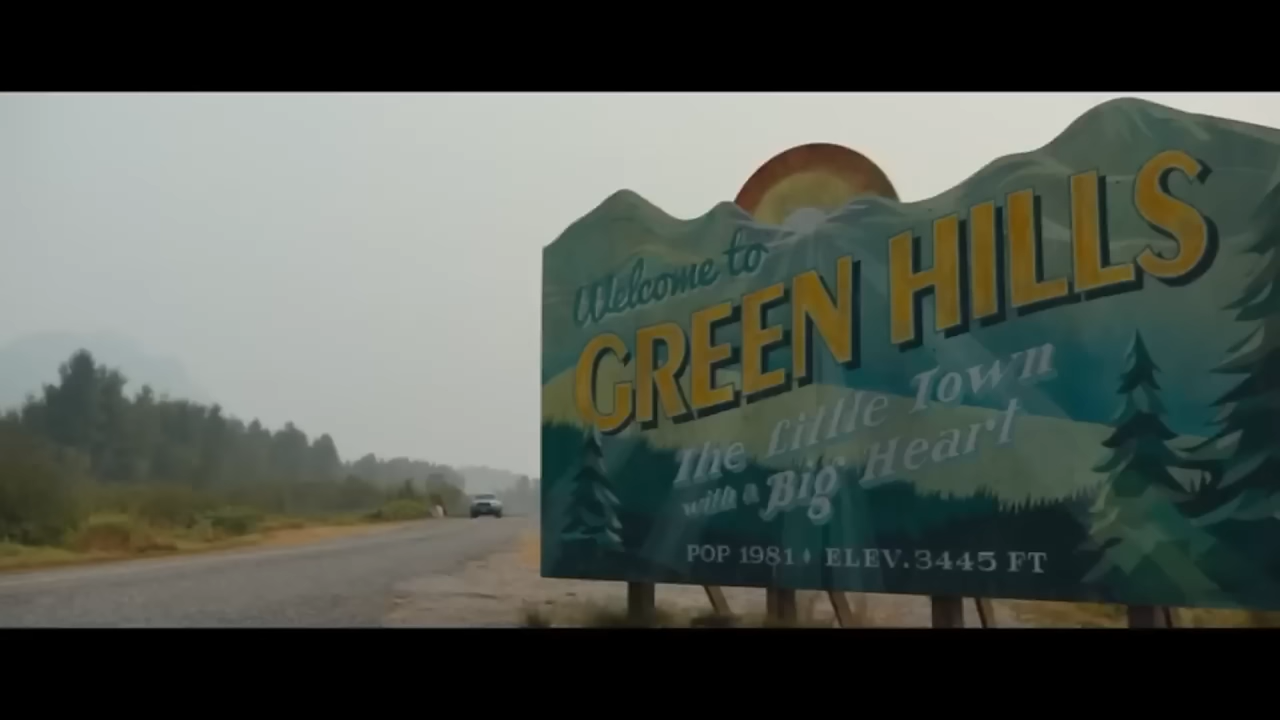 Welcome to
GREEN HILLS
The Little Town
with a Big Heart
POP 1981 ♦ ELEV. 3445 FT